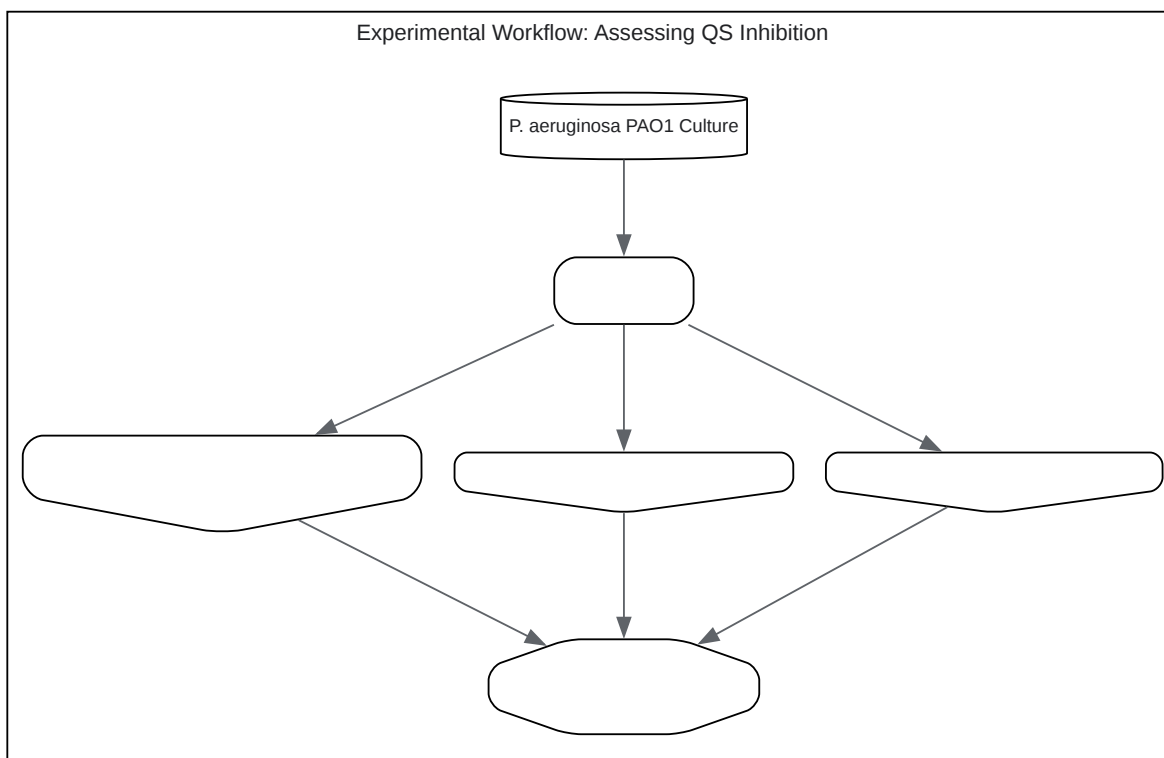 Experimental Workflow: Assessing QS Inhibition
P. aeruginosa PAO1 Culture